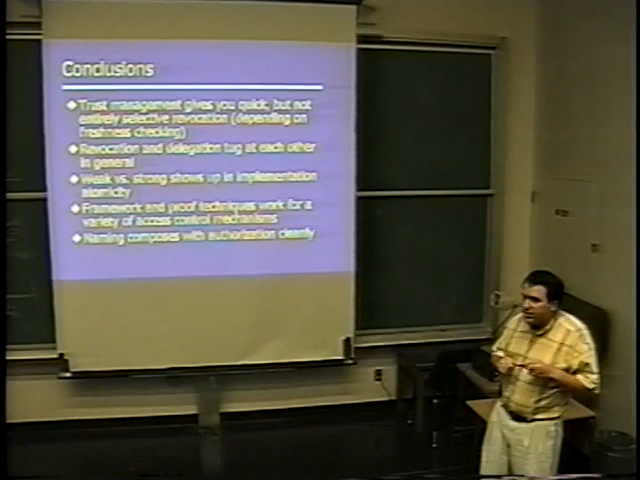 Conclusions
Trust management gives you quick, but not
entirely selective revocation (depending on
freshness checking)
Revocation and delegation tug at each other
in general
Weak vs. strong shows up in implementation
atomicity
Framework and proof techniques work for a
variety of access control mechanisms
Naming composes with authorization cleanly